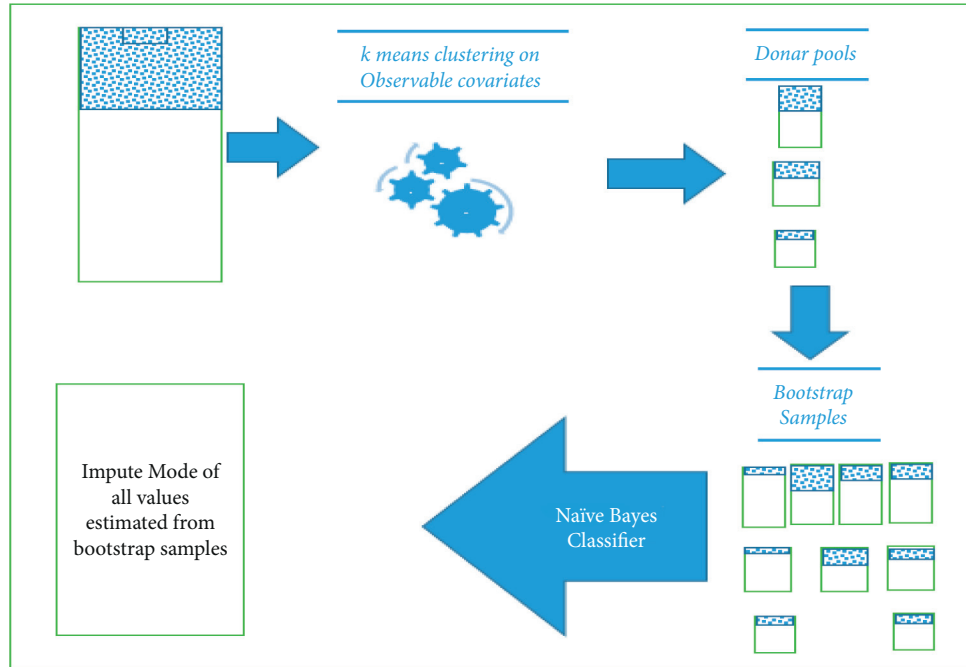 k means clustering on
Observable covariates
Donar pools
Bootstrap
Samples
Naïve Bayes
Classifier
Impute Mode of
all values
estimated from
bootstrap samples